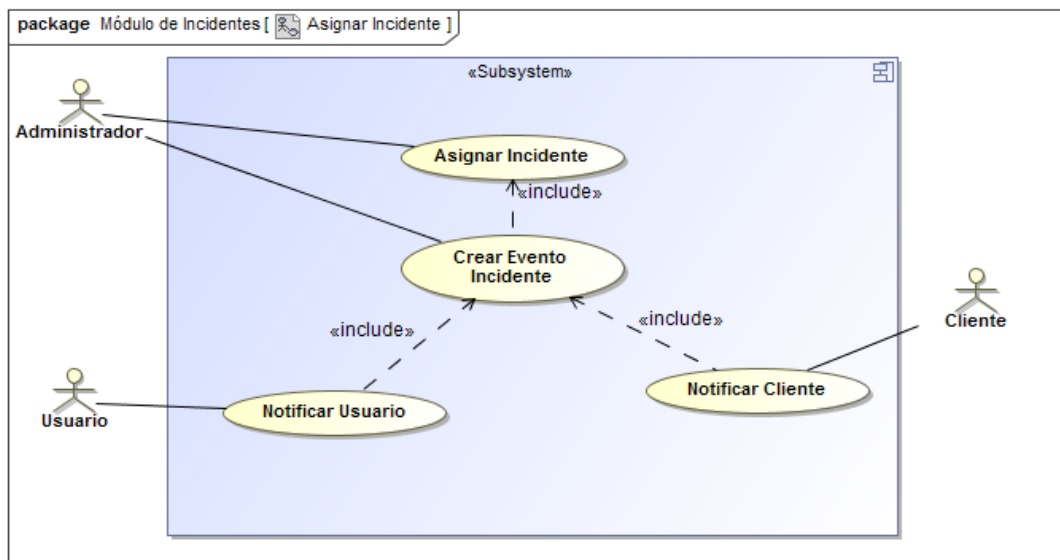 package Módulo de Incidentes [ Asignar Incidente ]
«Subsystem»
Administrador
Asignar Incidente
«include»
Crear Evento
Incidente
Cliente
«include»
«include»
Notificar Cliente
Usuario
Notificar Usuario